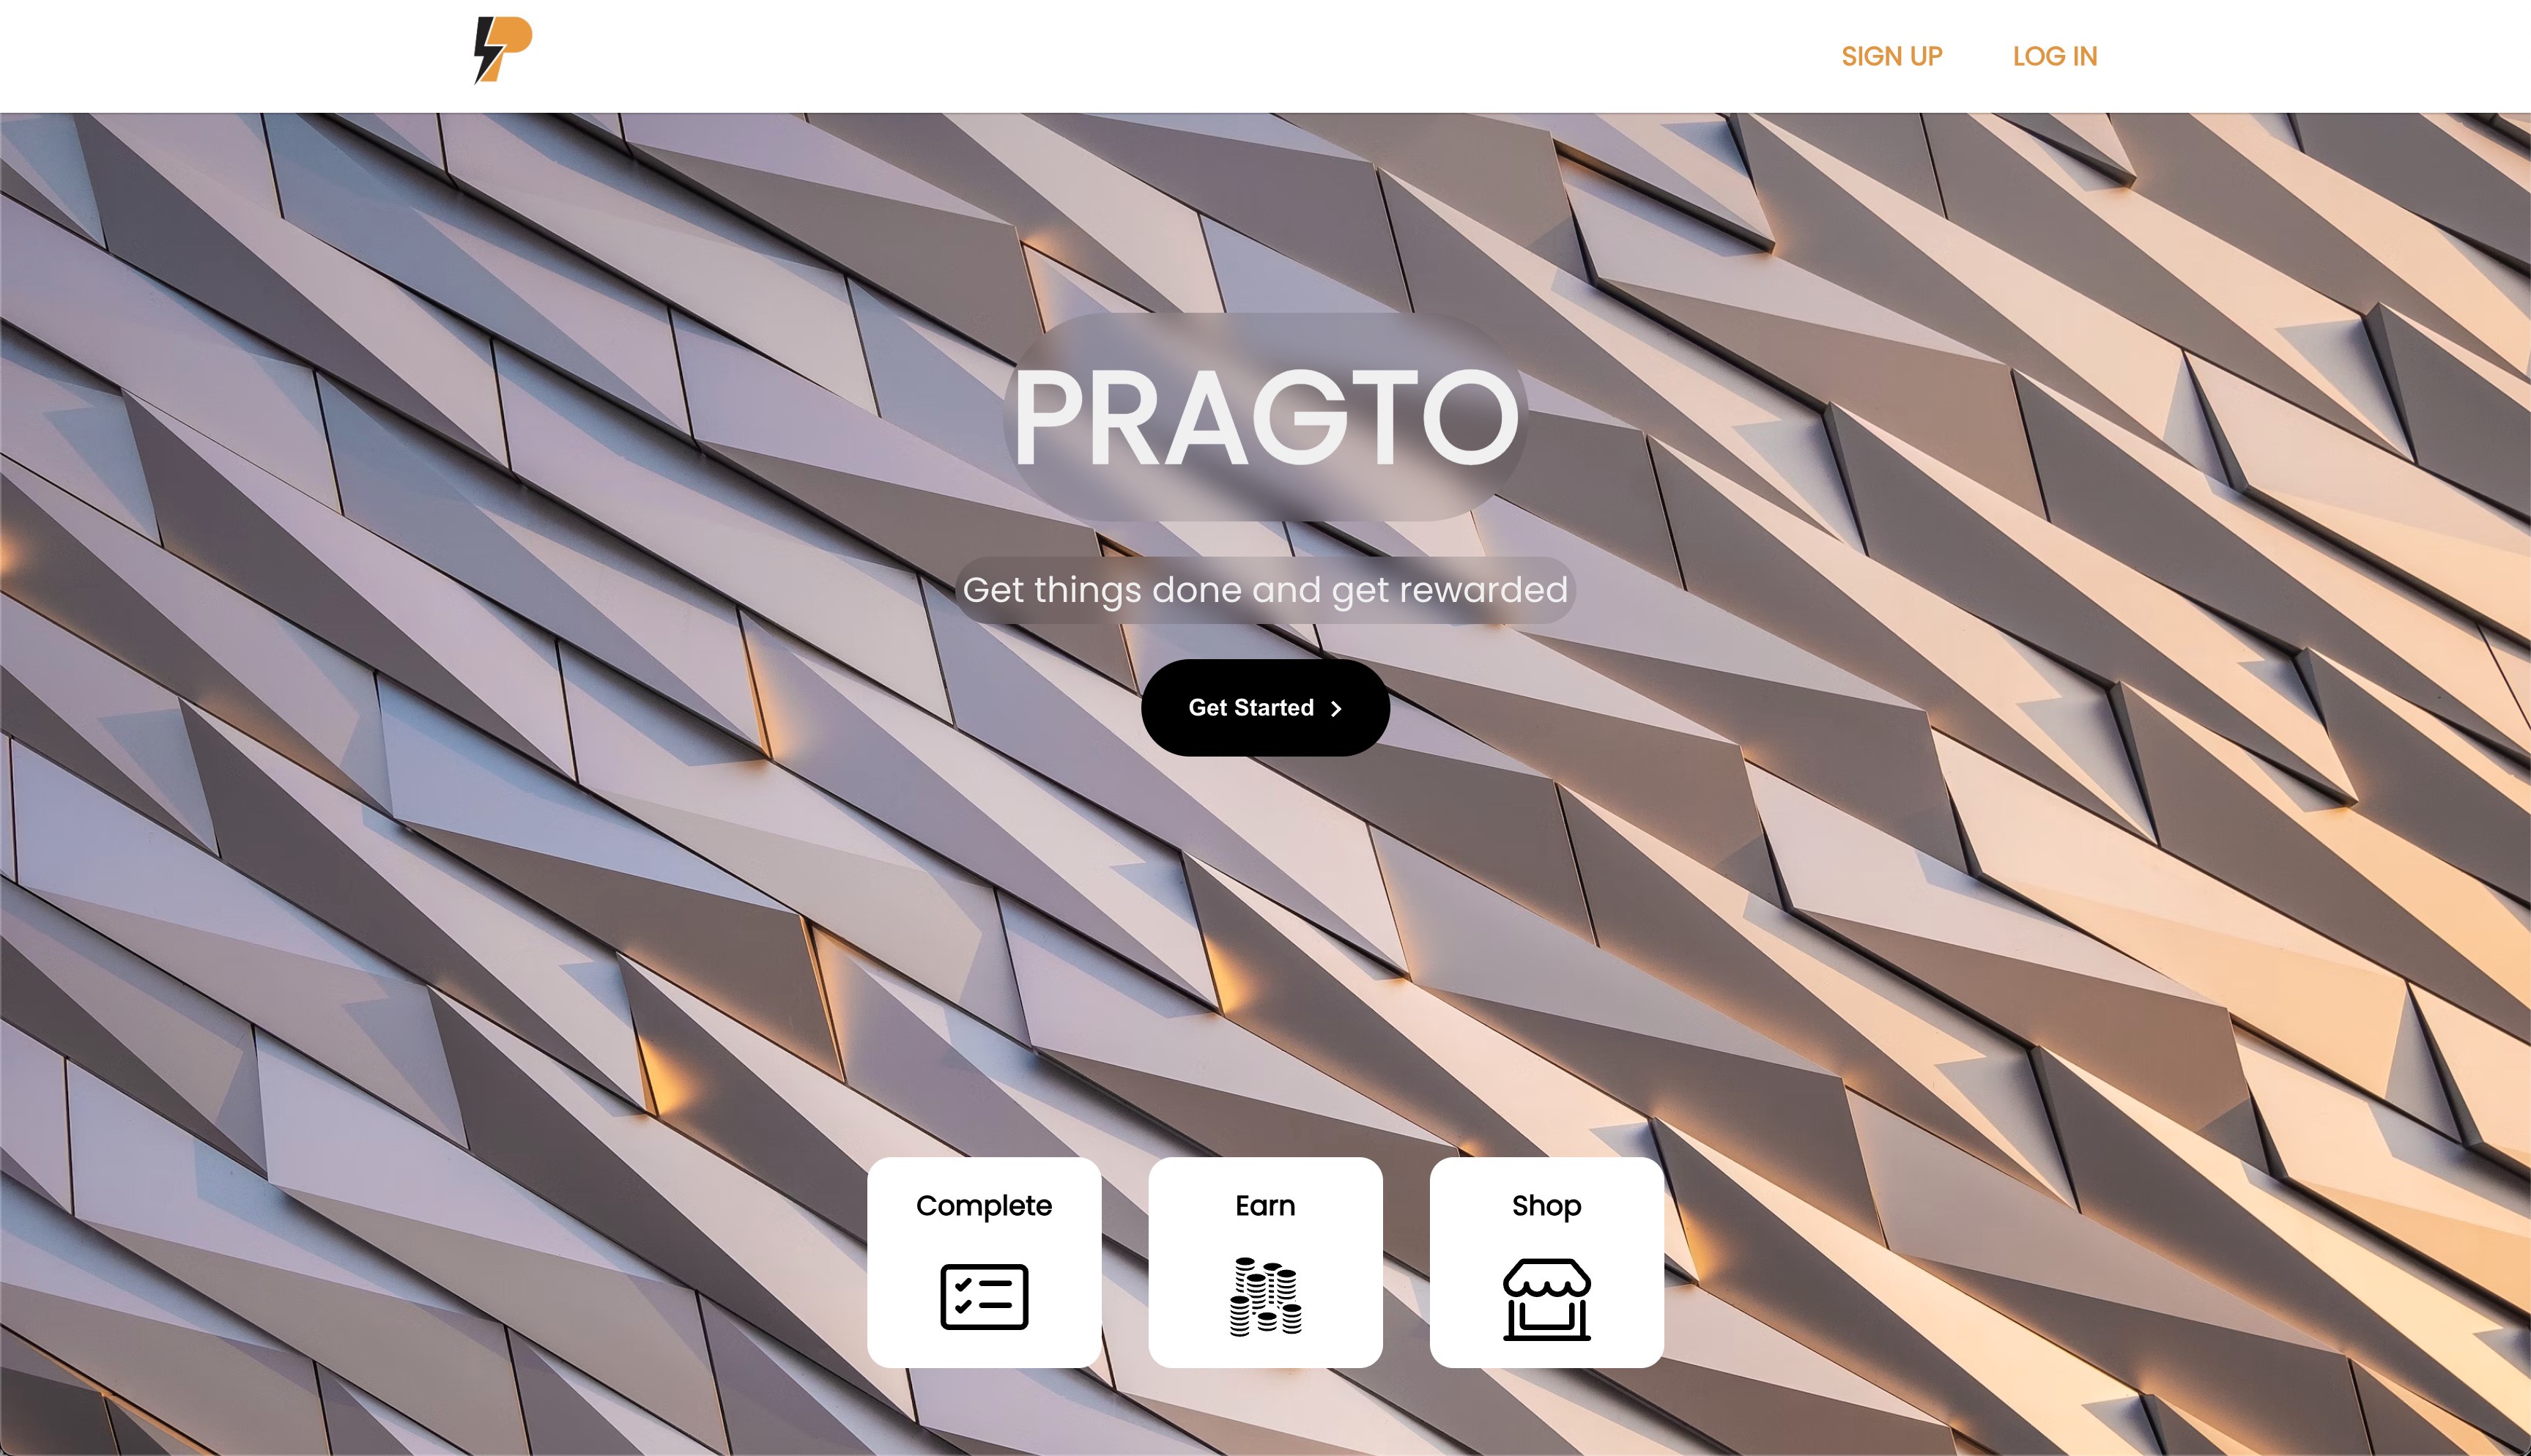 SIGN UP LOG IN
PRAGTO
Get things done and get rewarded
Get Started
Complete Earn Shop